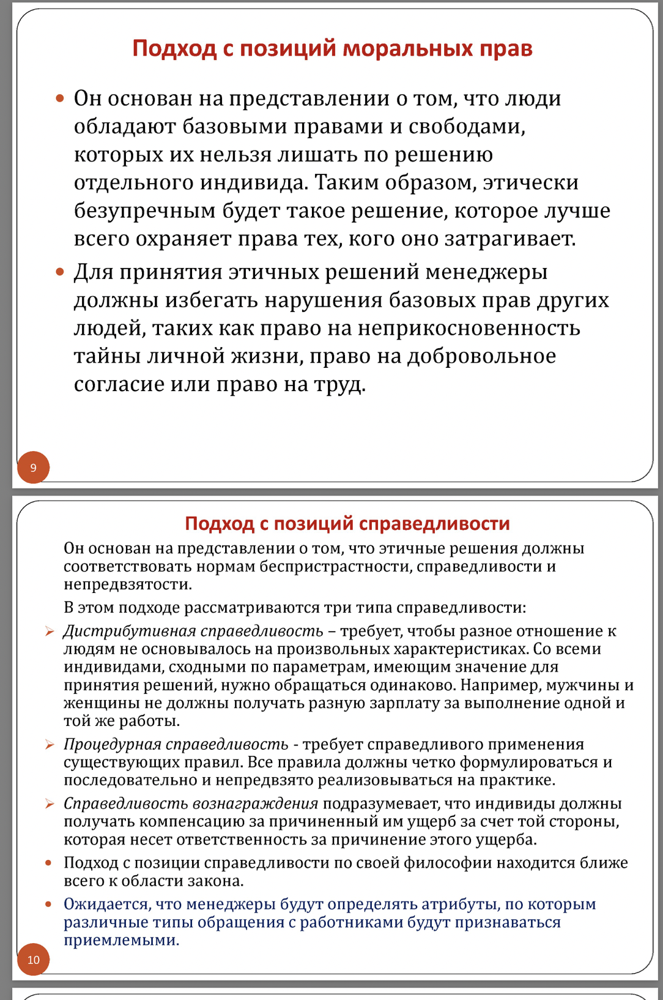 Подход с позиций моральных прав
• Он основан на представлении о том, что люди
обладают базовыми правами и свободами,
которых их нельзя лишать по решению
отдельного индивида. Таким образом, этически
безупречным будет такое решение, которое лучше
всего охраняет права тех, кого оно затрагивает.
• Для принятия этичных решений менеджеры
должны избегать нарушения базовых прав других
людей, таких как право на неприкосновенность
тайны личной жизни, право на добровольное
согласие или право на труд.
9
Подход с позиций справедливости
Он основан на представлении о том, что этичные решения должны
соответствовать нормам беспристрастности, справедливости и
непредвзятости.
В этом подходе рассматриваются три типа справедливости:
➢ Дистрибутивная справедливость – требует, чтобы разное отношение к
людям не основывалось на произвольных характеристиках. Со всеми
индивидами, сходными по параметрам, имеющим значение для
принятия решений, нужно обращаться одинаково. Например, мужчины и
женщины не должны получать разную зарплату за выполнение одной и
той же работы.
➢ Процедурная справедливость - требует справедливого применения
существующих правил. Все правила должны четко формулироваться и
последовательно и непредвзято реализовываться на практике.
➢ Справедливость вознаграждения подразумевает, что индивиды должны
получать компенсацию за причиненный им ущерб за счет той стороны,
которая несет ответственность за причинение этого ущерба.
• Подход с позиции справедливости по своей философии находится ближе
всего к области закона.
• Ожидается, что менеджеры будут определять атрибуты, по которым
различные типы обращения с работниками будут признаваться
приемлемыми.
10